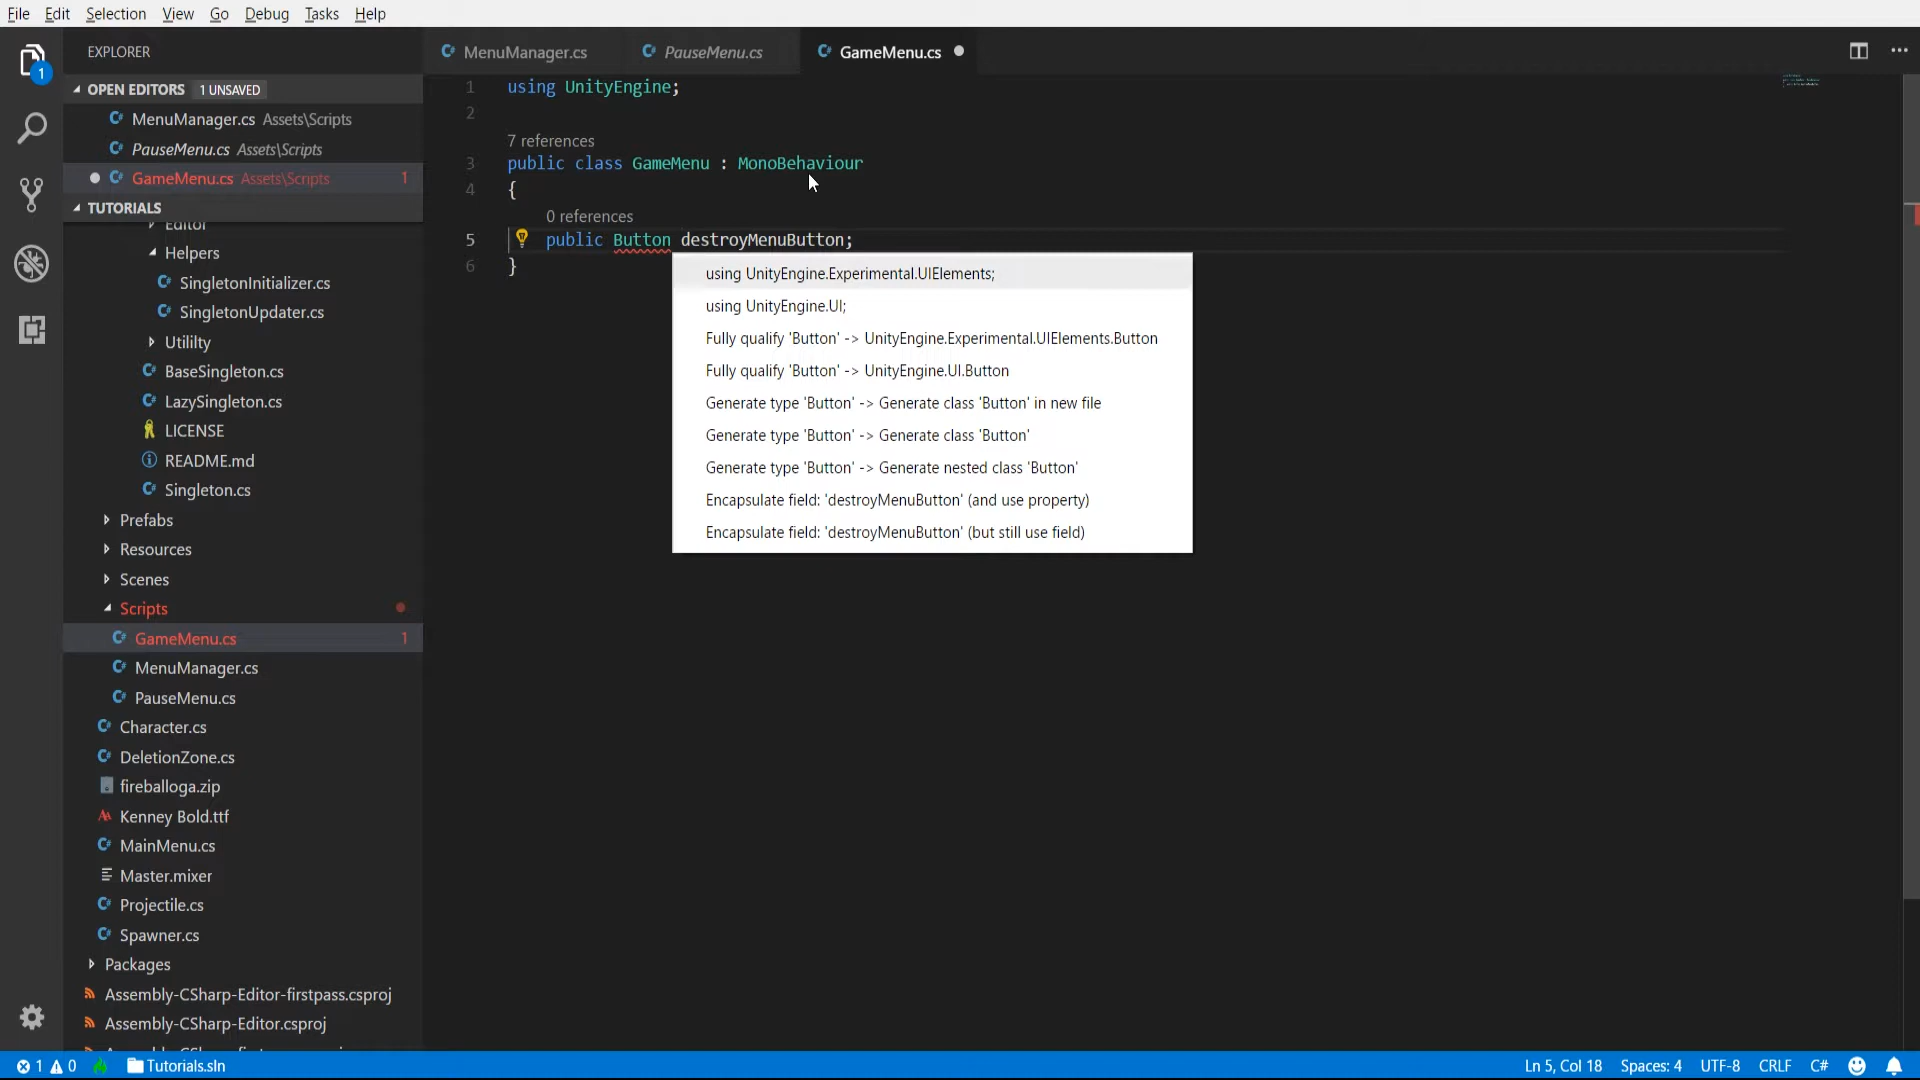 File Edit Selection View Go Debug Tasks Help
EXPLORER
MenuManager.cs PauseMenu.cs GameMenu.cs
OPEN EDITORS 1 UNSAVED
MenuManager.cs Assets\Scripts
PauseMenu.cs Assets\Scripts
GameMenu.cs Assets\Scripts 1
TUTORIALS
Editor
Helpers
SingletonInitializer.cs
SingletonUpdater.cs
Utililty
BaseSingleton.cs
LazySingleton.cs
LICENSE
README.md
Singleton.cs
Prefabs
Resources
Scenes
Scripts
GameMenu.cs 1
MenuManager.cs
PauseMenu.cs
Character.cs
DeletionZone.cs
fireballoga.zip
Kenney Bold.ttf
MainMenu.cs
Master.mixer
Projectile.cs
Spawner.cs
Packages
Assembly-CSharp-Editor-firstpass.csproj
Assembly-CSharp-Editor.csproj
1 using UnityEngine;
2
7 references
3 public class GameMenu : MonoBehaviour
4 {
0 references
5 public Button destroyMenuButton;
6 }
using UnityEngine.Experimental.UIElements;
using UnityEngine.UI;
Fully qualify 'Button' -> UnityEngine.Experimental.UIElements.Button
Fully qualify 'Button' -> UnityEngine.UI.Button
Generate type 'Button' -> Generate class 'Button' in new file
Generate type 'Button' -> Generate class 'Button'
Generate type 'Button' -> Generate nested class 'Button'
Encapsulate field: 'destroyMenuButton' (and use property)
Encapsulate field: 'destroyMenuButton' (but still use field)
1 0 Tutorials.sln Ln 5, Col 18 Spaces: 4 UTF-8 CRLF C#